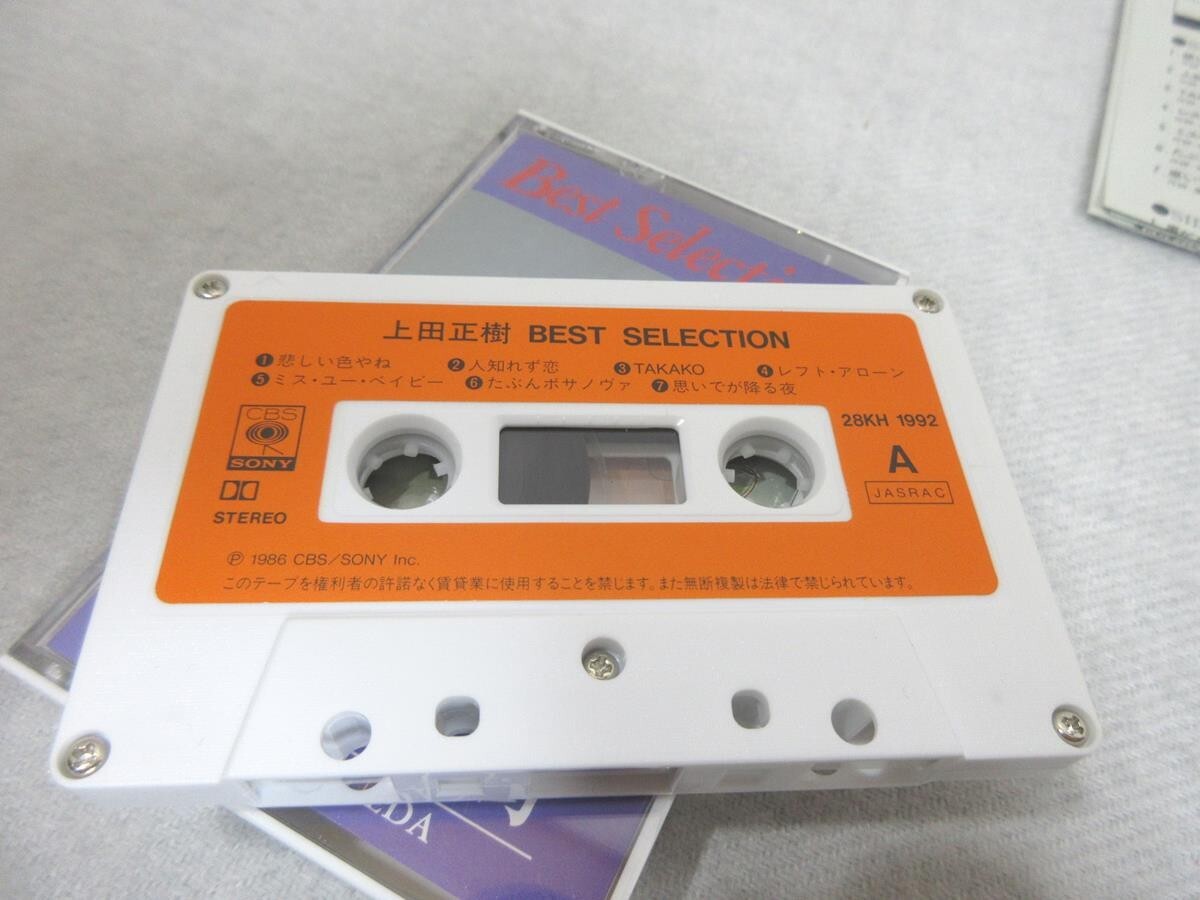 Best Selecti
上田正樹 BEST SELECTION
❶悲しい色やね ❷人知れず恋 ❸TAKAKO ❹レフト・アローン
❺ミス・ユー・ベイビー ❻たぶんボサノヴァ ❼思いでが降る夜
CBS
SONY
STEREO
28KH 1992
A
JASRAC
Ⓟ 1986 CBS/SONY Inc.
このテープを権利者の許諾なく賃貸業に使用することを禁じます。また無断複製は法律で禁じられています。
EDA